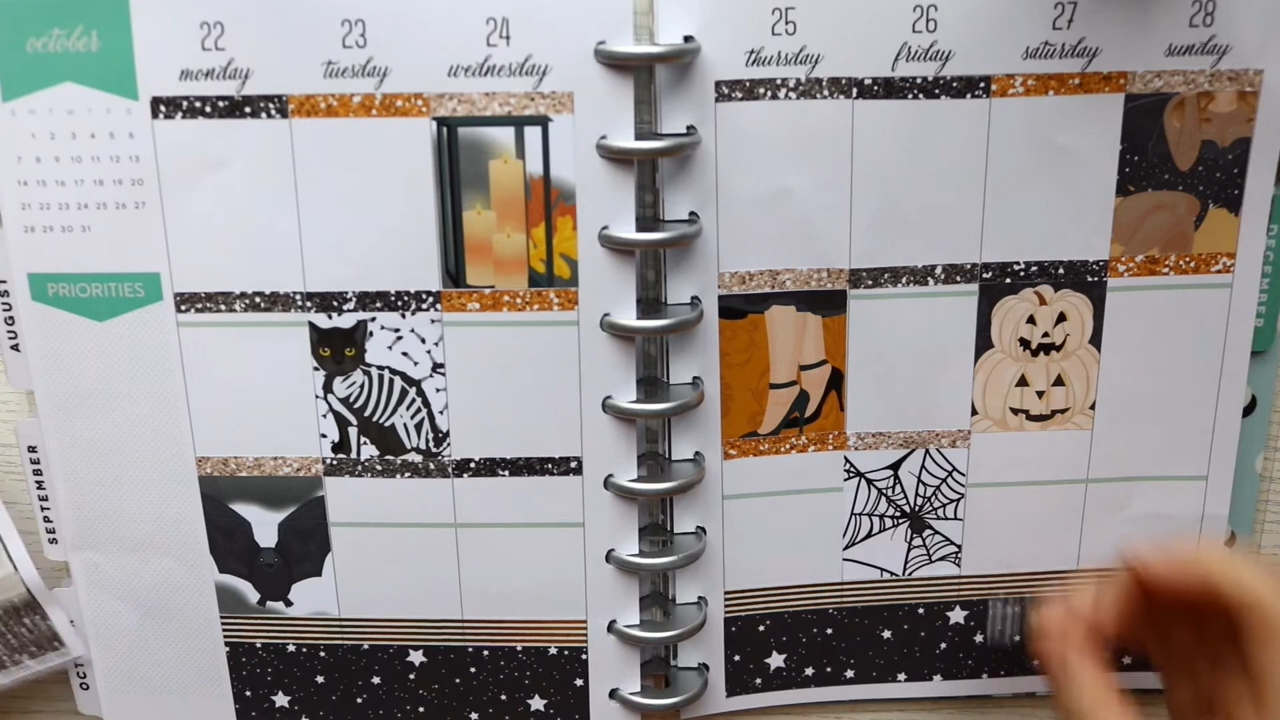 october
S M T W T F S
1 2 3 4 5 6
7 8 9 10 11 12 13
14 15 16 17 18 19 20
21 22 23 24 25 26 27
28 29 30 31
PRIORITIES
AUGUST
SEPTEMBER
OCT
22
monday
23
tuesday
24
wednesday
25
thursday
26
friday
27
saturday
28
sunday
DECEMBER